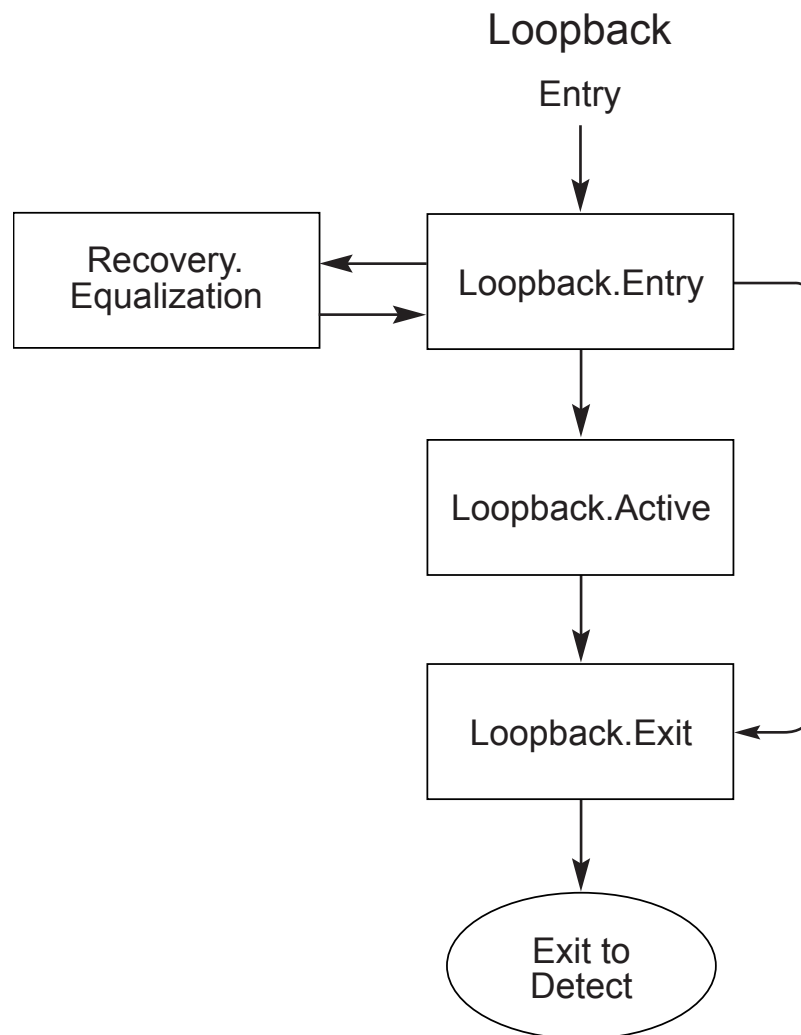 Loopback
Entry
Recovery.
Equalization
Loopback.Entry
Loopback.Active
Loopback.Exit
Exit to
Detect